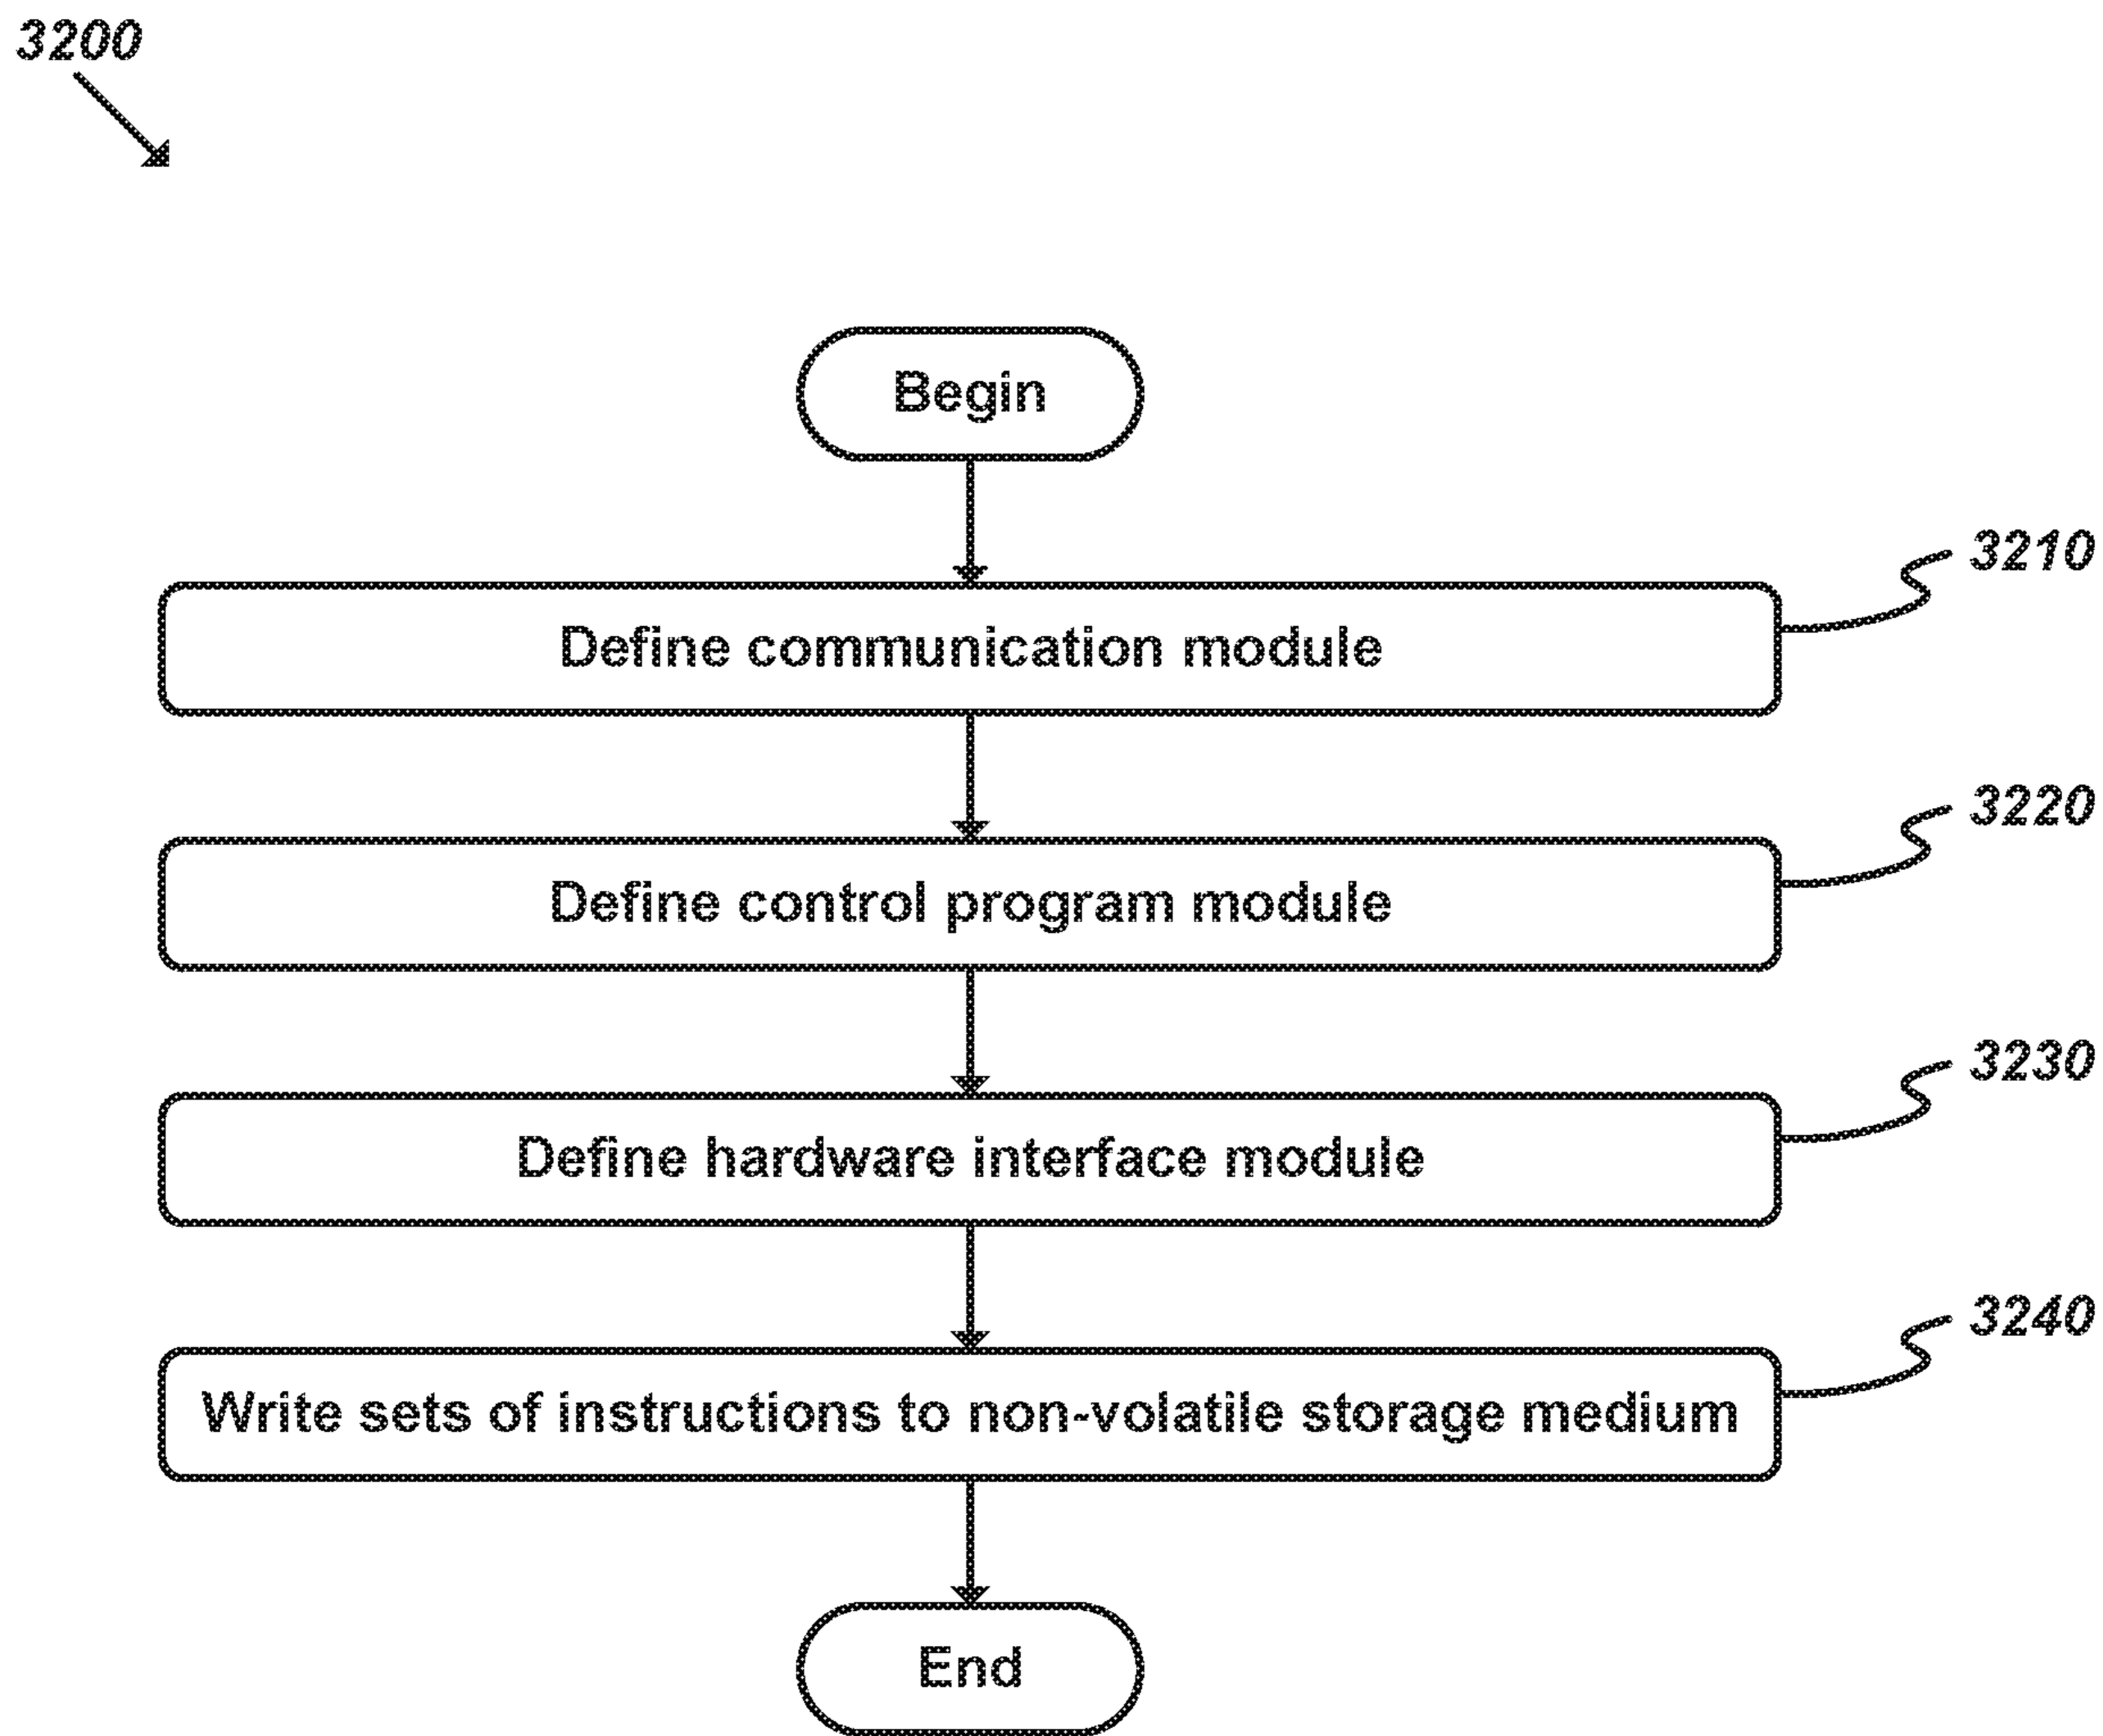 3200
Begin
3210
Define communication module
3220
Define control program module
3230
Define hardware interface module
3240
Write sets of instructions to non-volatile storage medium
End